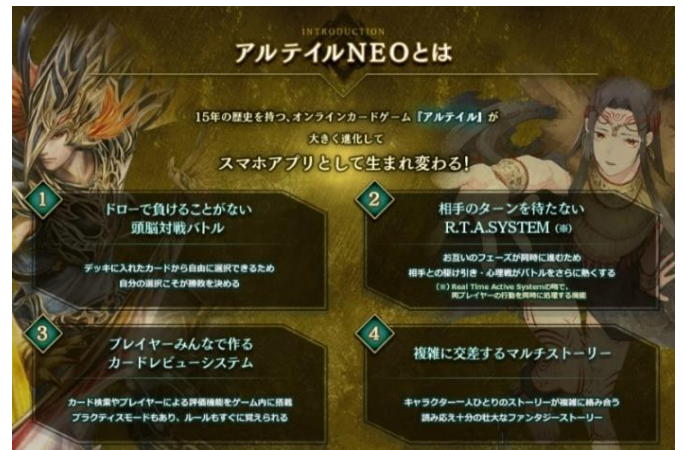 INTRODUCTION
アルテイルNEOとは
15年の歴史を持つ、オンラインカードゲーム『アルテイル』が
大きく進化して
スマホアプリとして生まれ変わる!
1
ドローで負けることがない
頭脳対戦バトル
デッキに入れたカードから自由に選択できるため
自分の選択こそが勝敗を決める
2
相手のターンを待たない
R.T.A.SYSTEM (※)
お互いのフェーズが同時に進むため
相手との駆け引き・心理戦がバトルをさらに熱くする
(※) Real Time Active Systemの略で、
両プレイヤーの行動を同時に処理する機能
3
プレイヤーみんなで作る
カードレビューシステム
カード検索やプレイヤーによる評価機能をゲーム内に搭載
プラクティスモードもあり、ルールもすぐに覚えられる
4
複雑に交差するマルチストーリー
キャラクター一人ひとりのストーリーが複雑に絡み合う
読み応え十分の壮大なファンタジーストーリー